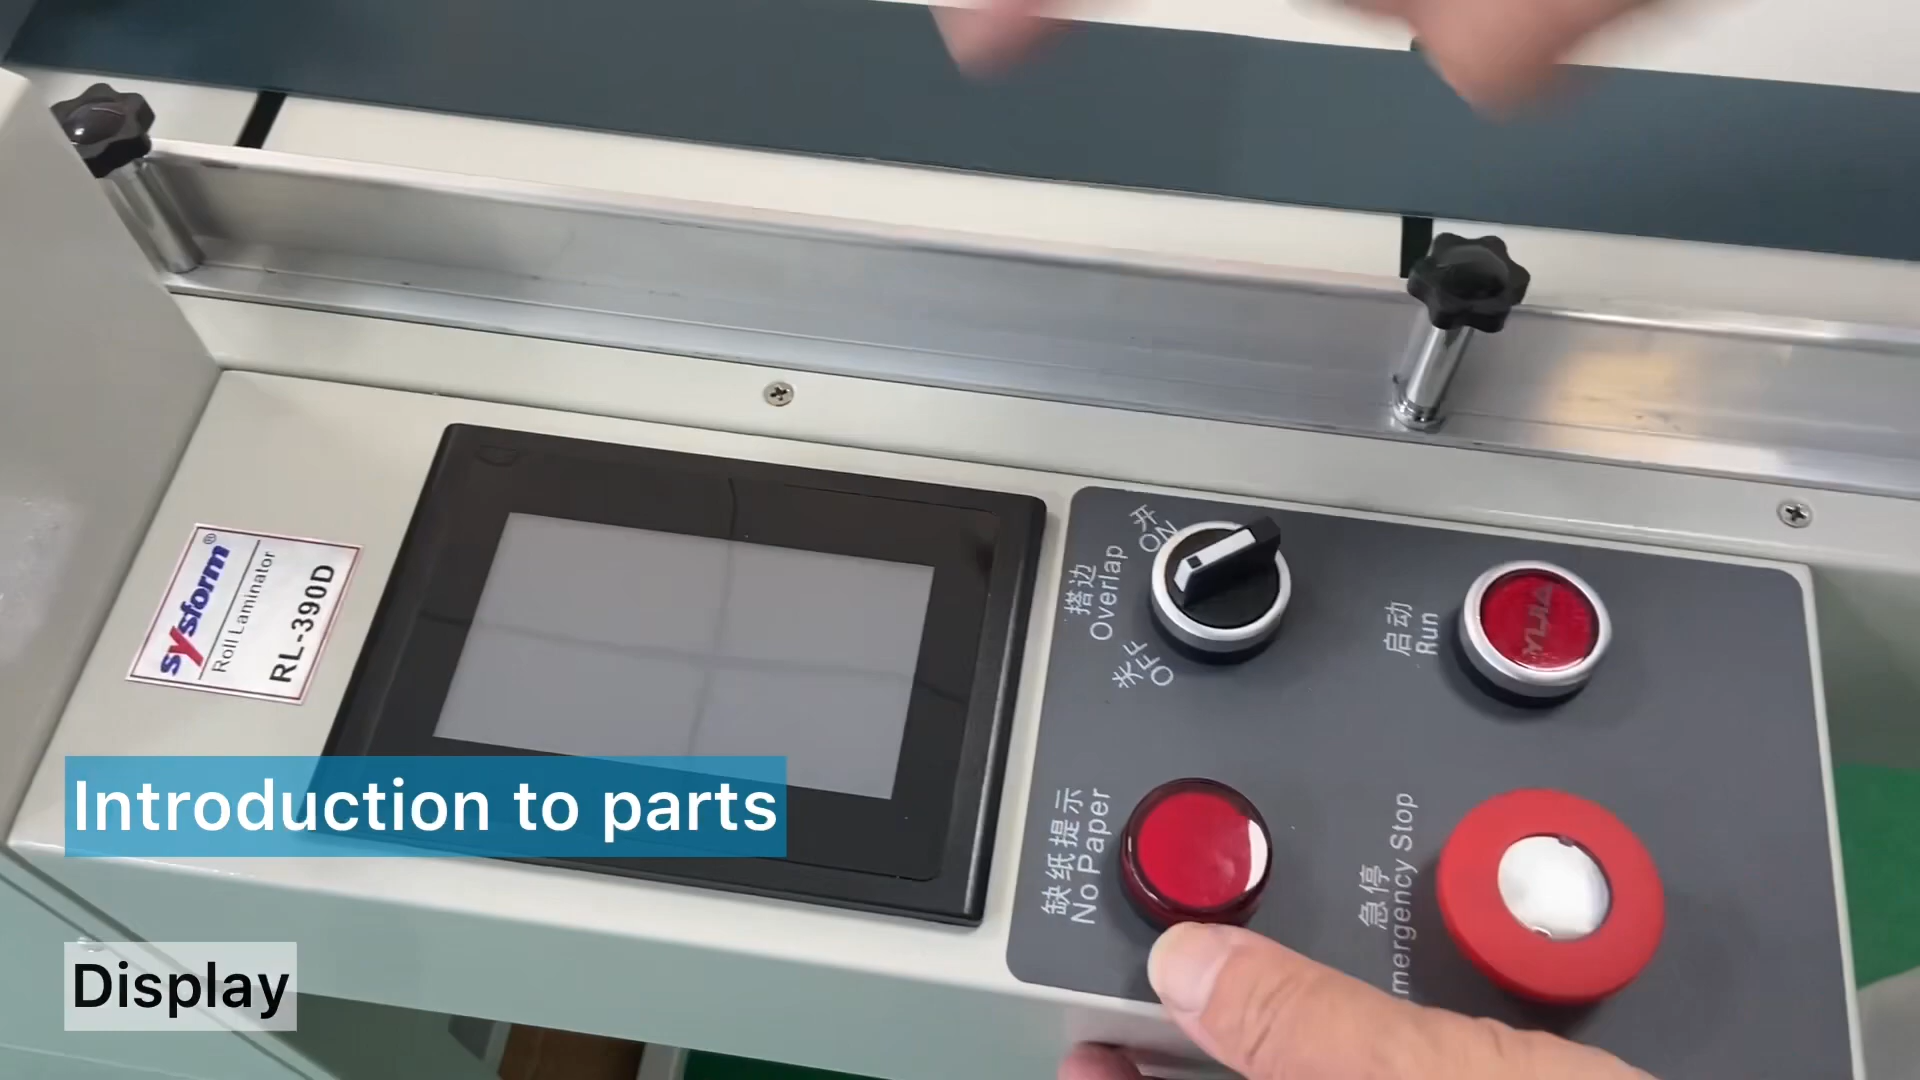 sysform®
Roll Laminator
RL-390D
开
ON
搭边
Overlap
关
OFF
启动
Run
YIJIA
缺纸提示
No Paper
急停
mergency Stop
Introduction to parts
Display